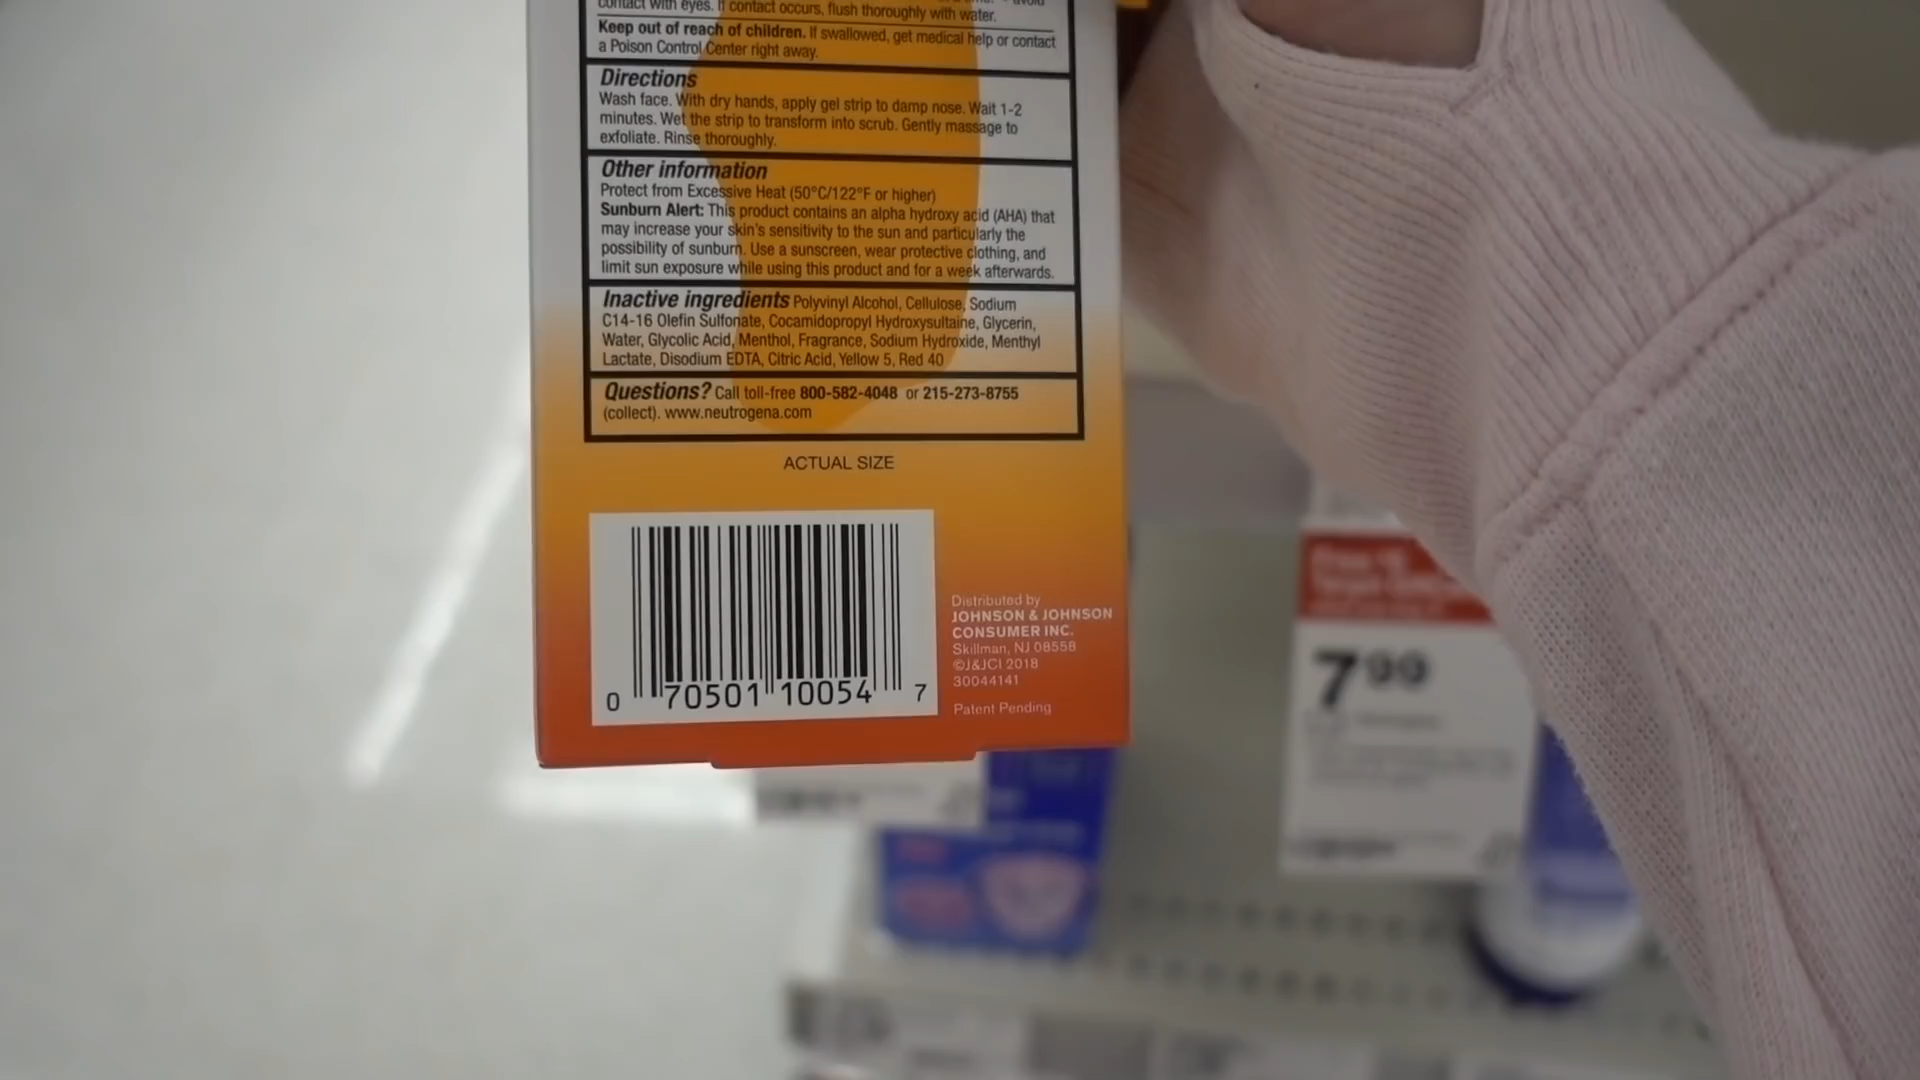 contact with eyes. If contact occurs, flush thoroughly with water.
Keep out of reach of children. If swallowed, get medical help or contact
a Poison Control Center right away.
Directions
Wash face. With dry hands, apply gel strip to damp nose. Wait 1-2
minutes. Wet the strip to transform into scrub. Gently massage to
exfoliate. Rinse thoroughly.
Other information
Protect from Excessive Heat (50°C/122°F or higher)
Sunburn Alert: This product contains an alpha hydroxy acid (AHA) that
may increase your skin's sensitivity to the sun and particularly the
possibility of sunburn. Use a sunscreen, wear protective clothing, and
limit sun exposure while using this product and for a week afterwards.
Inactive ingredients Polyvinyl Alcohol, Cellulose, Sodium
C14-16 Olefin Sulfonate, Cocamidopropyl Hydroxysultaine, Glycerin,
Water, Glycolic Acid, Menthol, Fragrance, Sodium Hydroxide, Menthyl
Lactate, Disodium EDTA, Citric Acid, Yellow 5, Red 40
Questions? Call toll-free 800-582-4048 or 215-273-8755
(collect). www.neutrogena.com
ACTUAL SIZE
0 70501 10054 7
Distributed by
JOHNSON & JOHNSON
CONSUMER INC.
Skillman, NJ 08558
©J&JCI 2018
30044141
Patent Pending
7 99